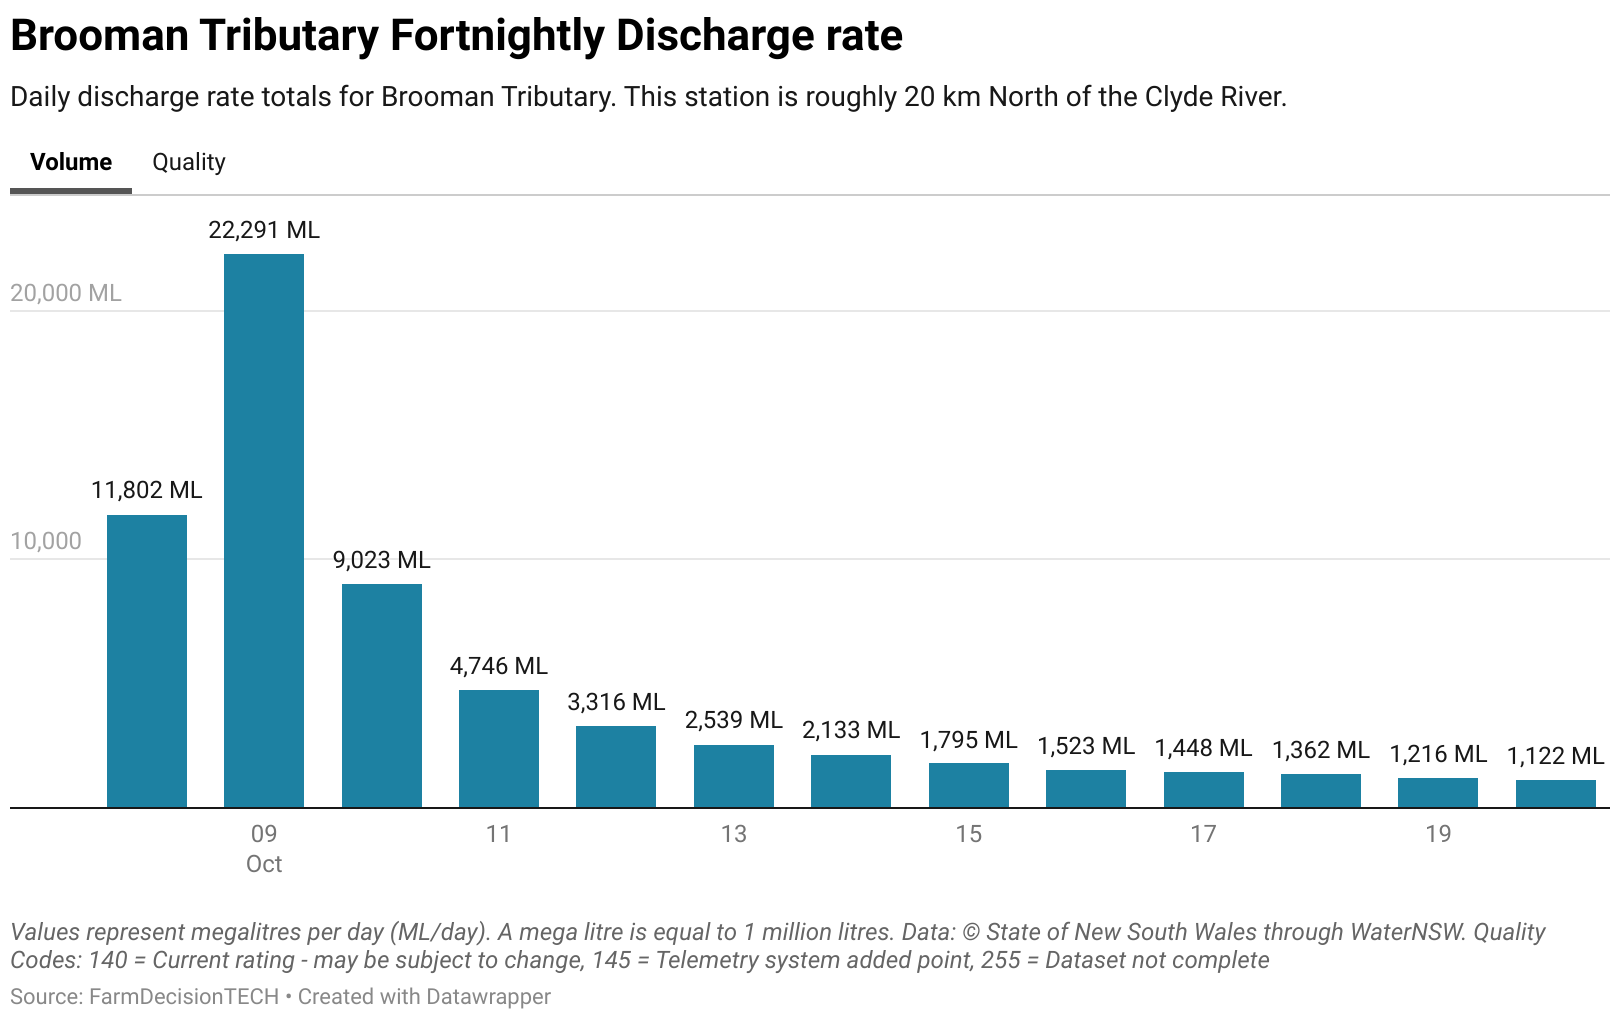 Brooman Tributary Fortnightly Discharge rate
Daily discharge rate totals for Brooman Tributary. This station is roughly 20 km North of the Clyde River.
Volume Quality
22,291 ML
20,000 ML
11,802 ML
10,000
9,023 ML
4,746 ML
3,316 ML
2,539 ML
2,133 ML
1,795 ML
1,523 ML
1,448 ML
1,362 ML
1,216 ML
1,122 ML
09 11 13 15 17 19
Oct
Values represent megalitres per day (ML/day). A mega litre is equal to 1 million litres. Data: © State of New South Wales through WaterNSW. Quality
Codes: 140 = Current rating - may be subject to change, 145 = Telemetry system added point, 255 = Dataset not complete
Source: FarmDecisionTECH • Created with Datawrapper